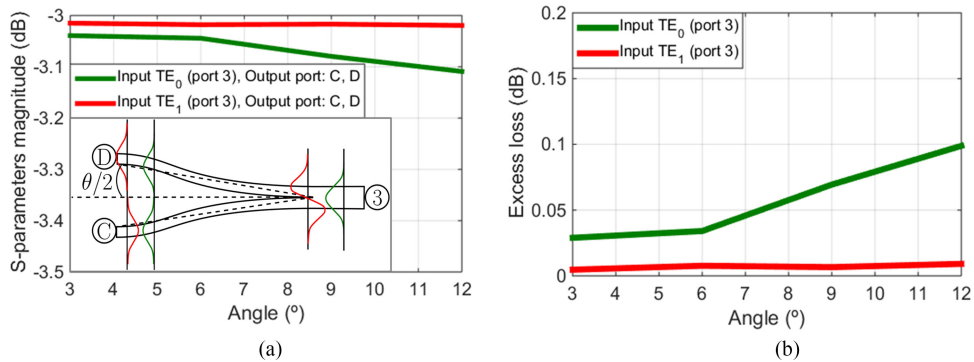 (a)
S-parameters magnitude (dB)
-3
-3.1
-3.2
-3.3
-3.4
-3.5
Input TE0 (port 3), Output port: C, D
Input TE1 (port 3), Output port: C, D
D
θ/2
C
3
3 4 5 6 7 8 9 10 11 12
Angle (º)
(a)
(b)
Excess loss (dB)
0.2
0.15
0.1
0.05
0
Input TE0 (port 3)
Input TE1 (port 3)
3 4 5 6 7 8 9 10 11 12
Angle (º)
(b)